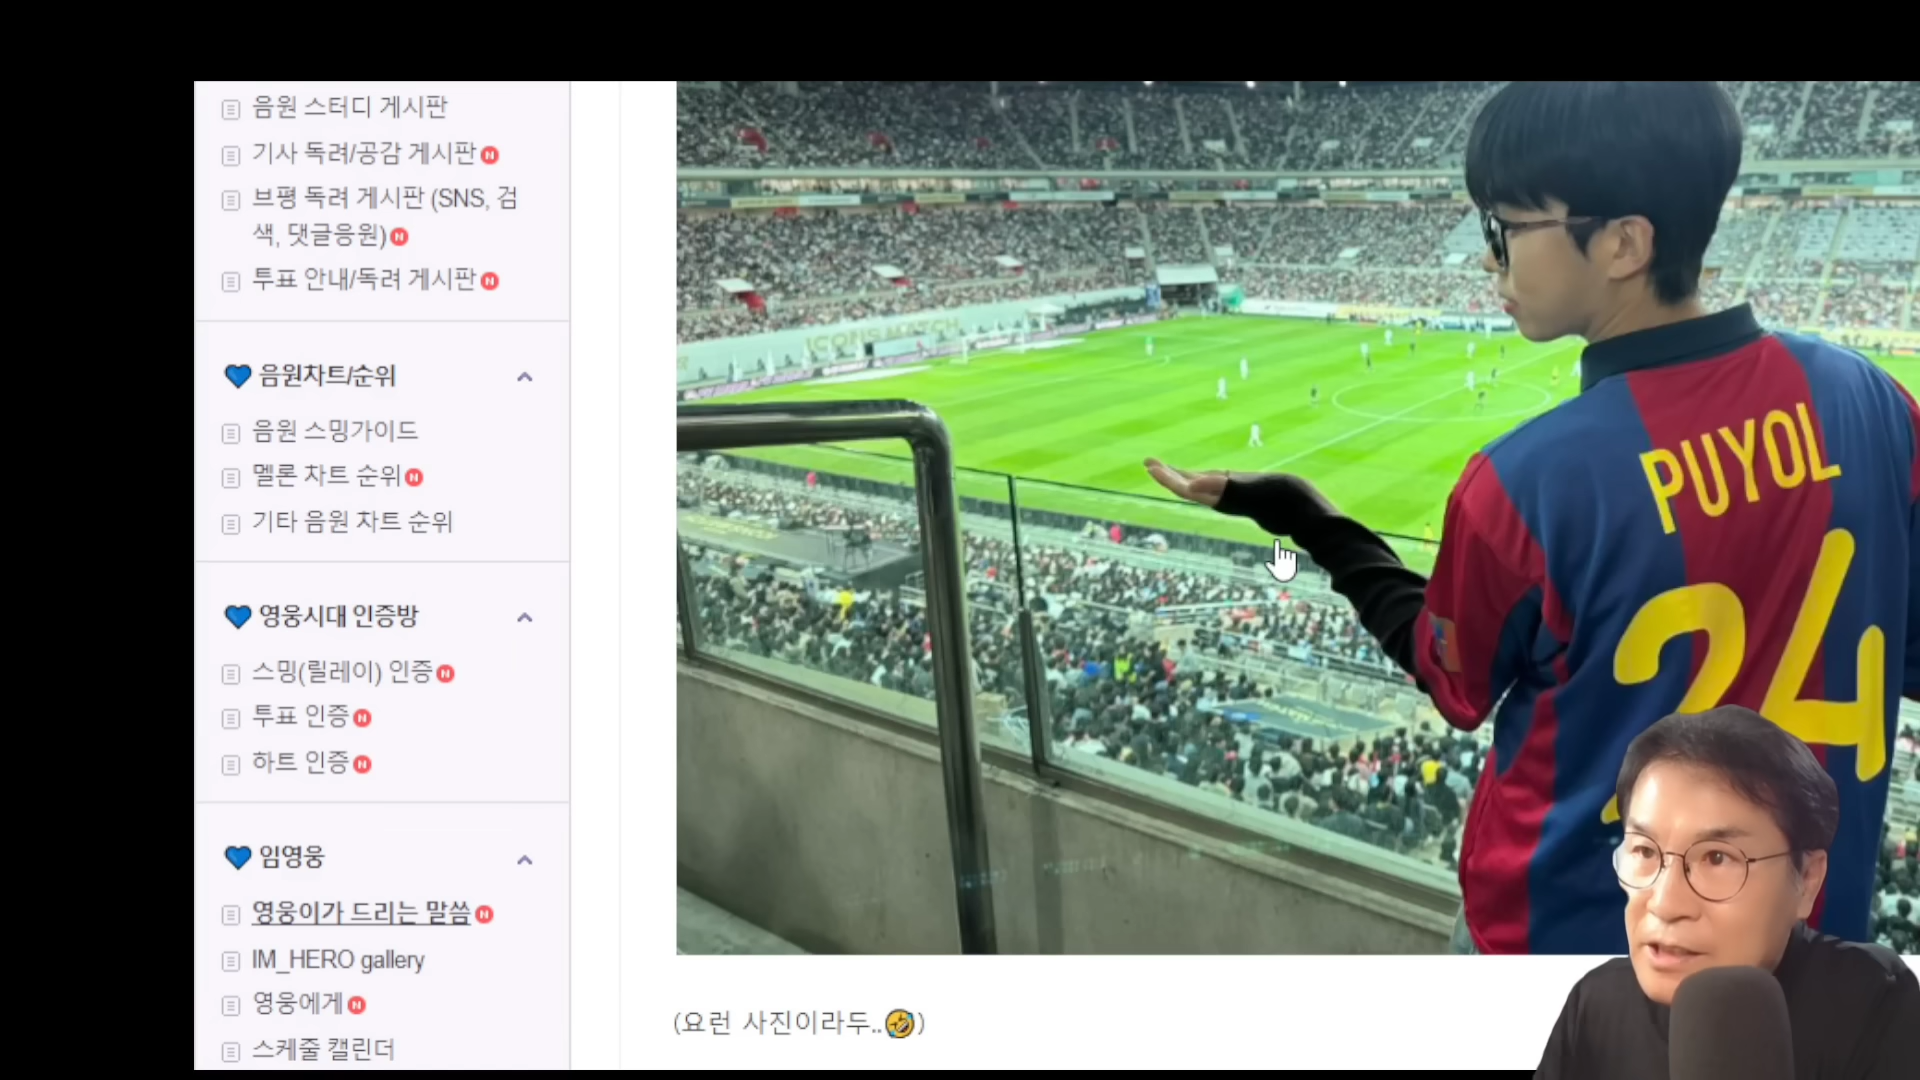 음원 스터디 게시판
기사 독려/공감 게시판 N
브평 독려 게시판 (SNS, 검
색, 댓글응원) N
투표 안내/독려 게시판 N
음원차트/순위
음원 스밍가이드
멜론 차트 순위 N
기타 음원 차트 순위
영웅시대 인증방
스밍(릴레이) 인증 N
투표 인증 N
하트 인증 N
임영웅
영웅이가 드리는 말씀 N
IM_HERO gallery
영웅에게 N
스케줄 캘린더
ICONS MATCH
PUYOL
24
(요런 사진이라두..🤣)